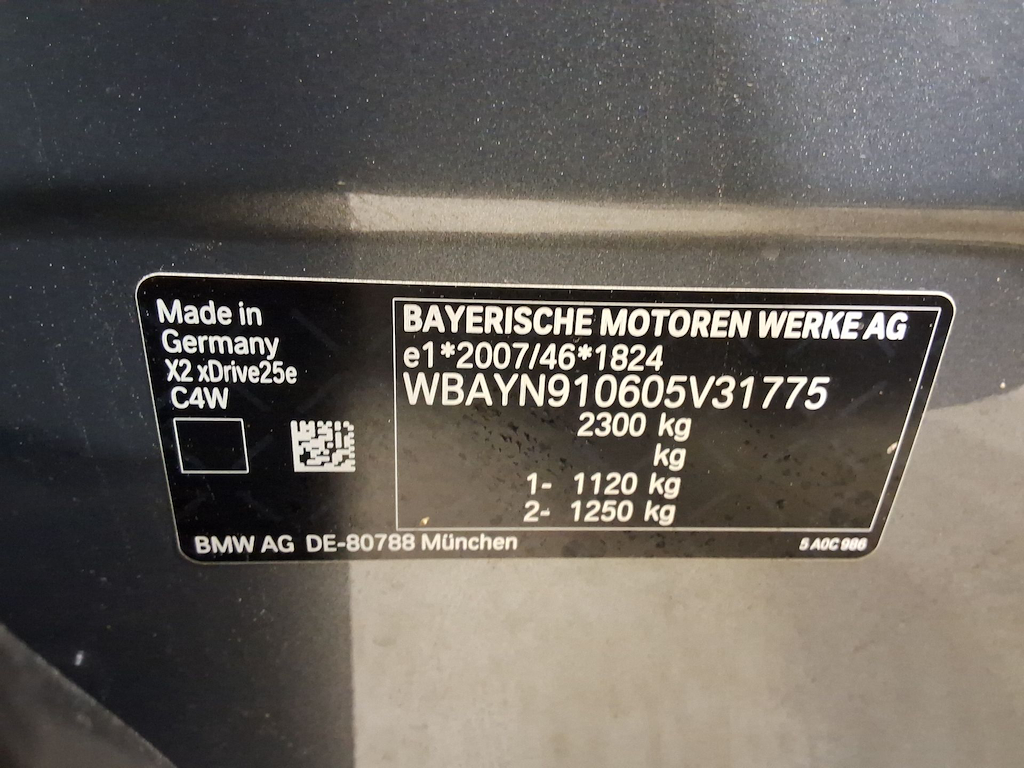 Made in
Germany
X2 xDrive25e
C4W
BAYERISCHE MOTOREN WERKE AG
e1*2007/46*1824
WBAYN910605V31775
2300 kg
kg
1- 1120 kg
2- 1250 kg
BMW AG DE-80788 München
5 A0C 986